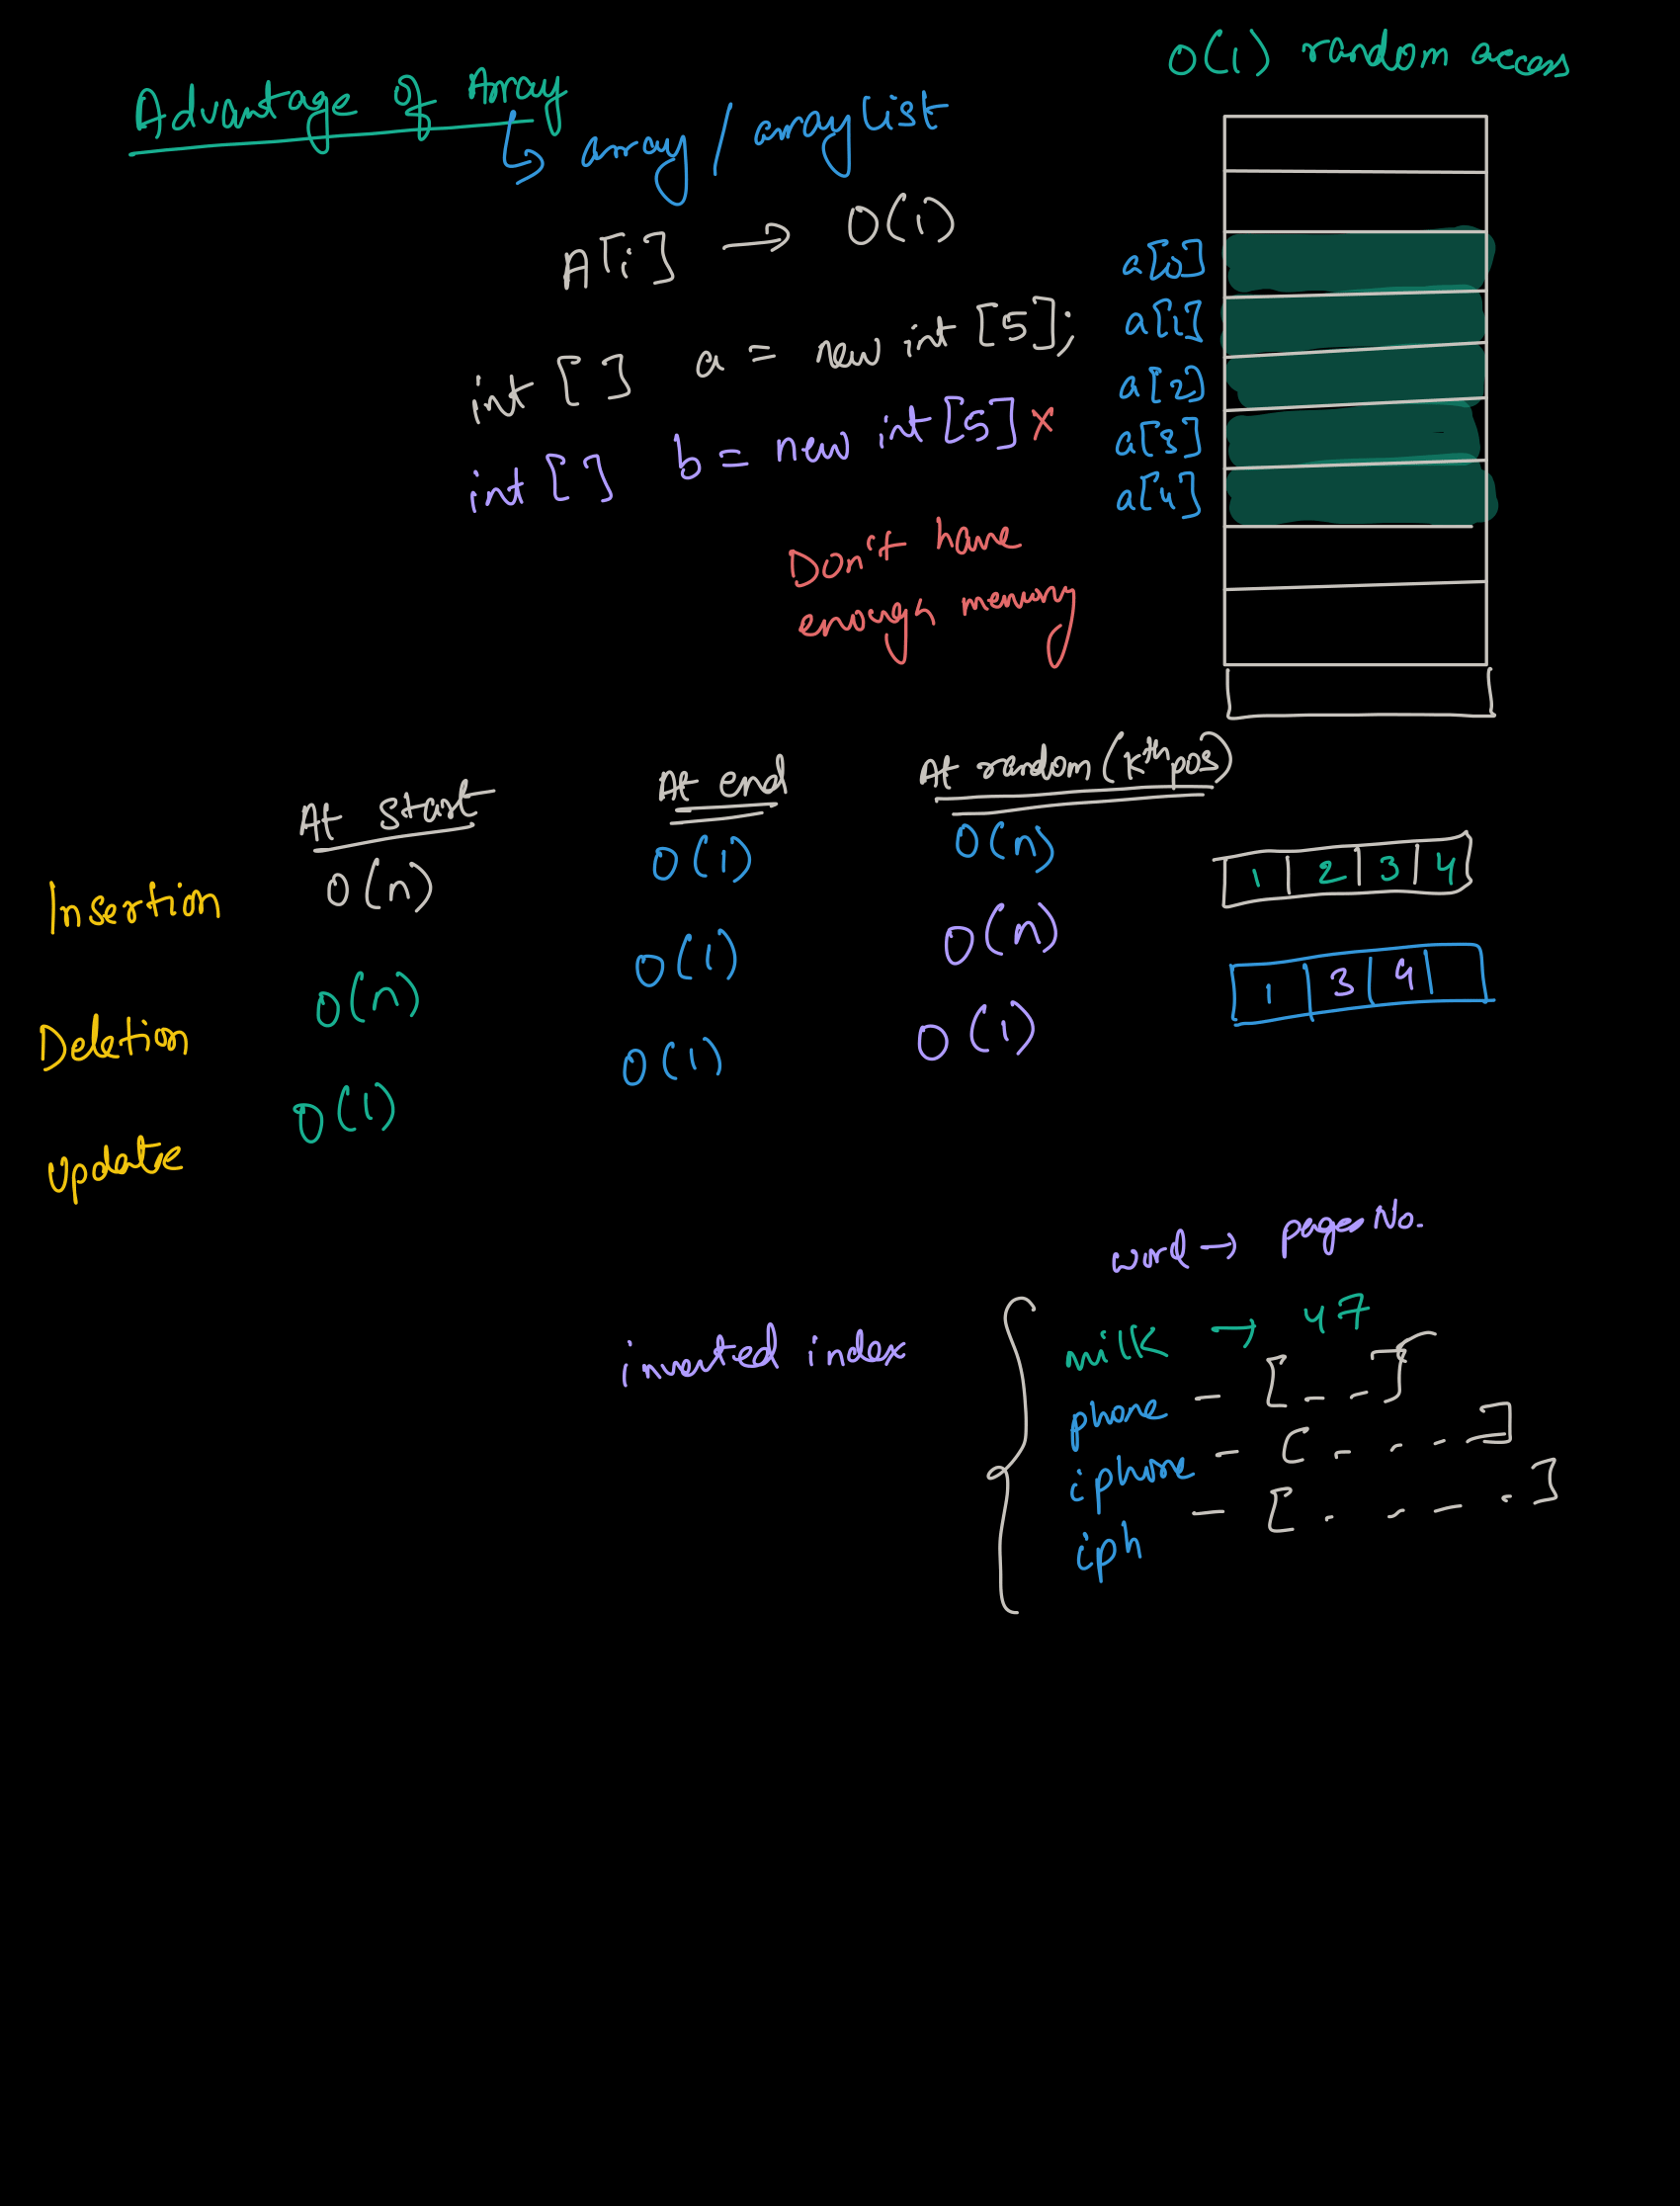 O(1) random access
Advantage of Array
↳ array / arraylist
A[i] → O(1)
int [ ] a = new int [5];
int [ ] b = new int [5] x
Don't have
enough memory
a[0]
a[1]
a[2]
a[3]
a[4]
At start At end At random (Kth pos)
Insertion O(n) O(1) O(n)
Deletion O(n) O(1) O(n)
Update O(1) O(1) O(1)
1 2 3 4
1 3 4
word → pages No.
inverted index
milk → 47
phone - [ - - ]
iphone - [ - - - ]
iph - [ . - - . ]